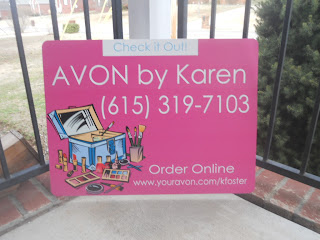 Check it Out!
AVON by Karen
(615) 319-7103
Order Online
www.youravon.com/kfoster